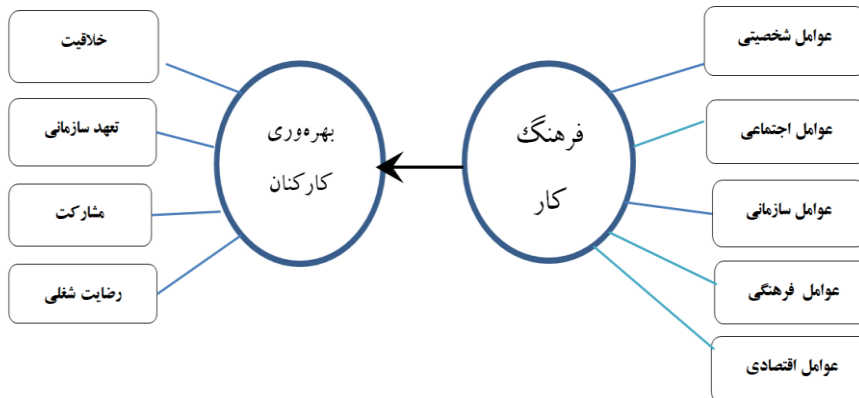 عوامل شخصیتی
عوامل اجتماعی
عوامل سازمانی
عوامل فرهنگی
عوامل اقتصادی
فرهنگ
کار
بهره‌وری
کارکنان
خلاقیت
تعهد سازمانی
مشارکت
رضایت شغلی